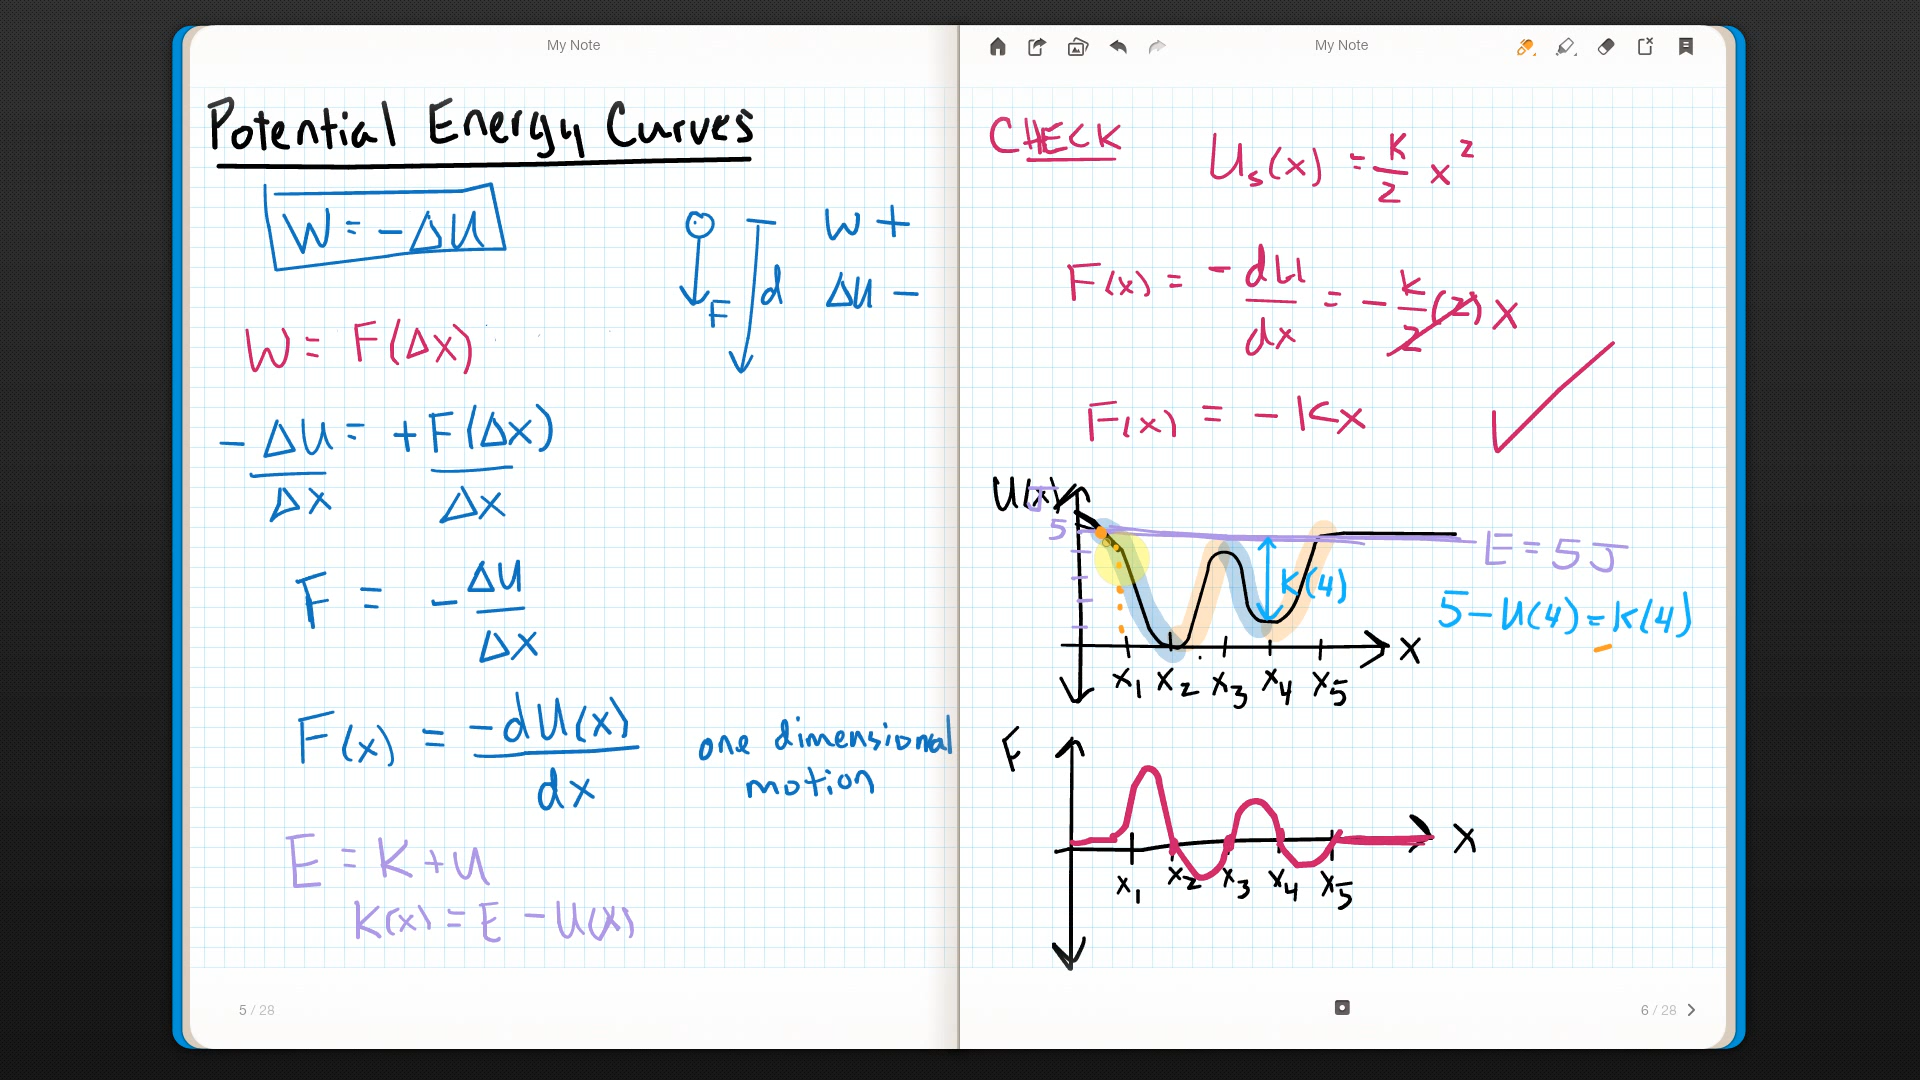 My Note
Potential Energy Curves
W = -ΔU
W +
F d ΔU -
W = F(Δx)
-ΔU/Δx = +F(Δx)/Δx
F = -ΔU/Δx
F(x) = -dU(x)/dx one dimensional motion
E = K + U
K(x) = E - U(x)
5 / 28
My Note
CHECK
Us(x) = K/2 x²
F(x) = -dU/dx = -K/2 (2) x
F(x) = -Kx
U(x)
J
5
E = 5J
K(4)
5 - U(4) = K(4)
x
x1 x2 x3 x4 x5
F
x
x1 x2 x3 x4 x5
6 / 28